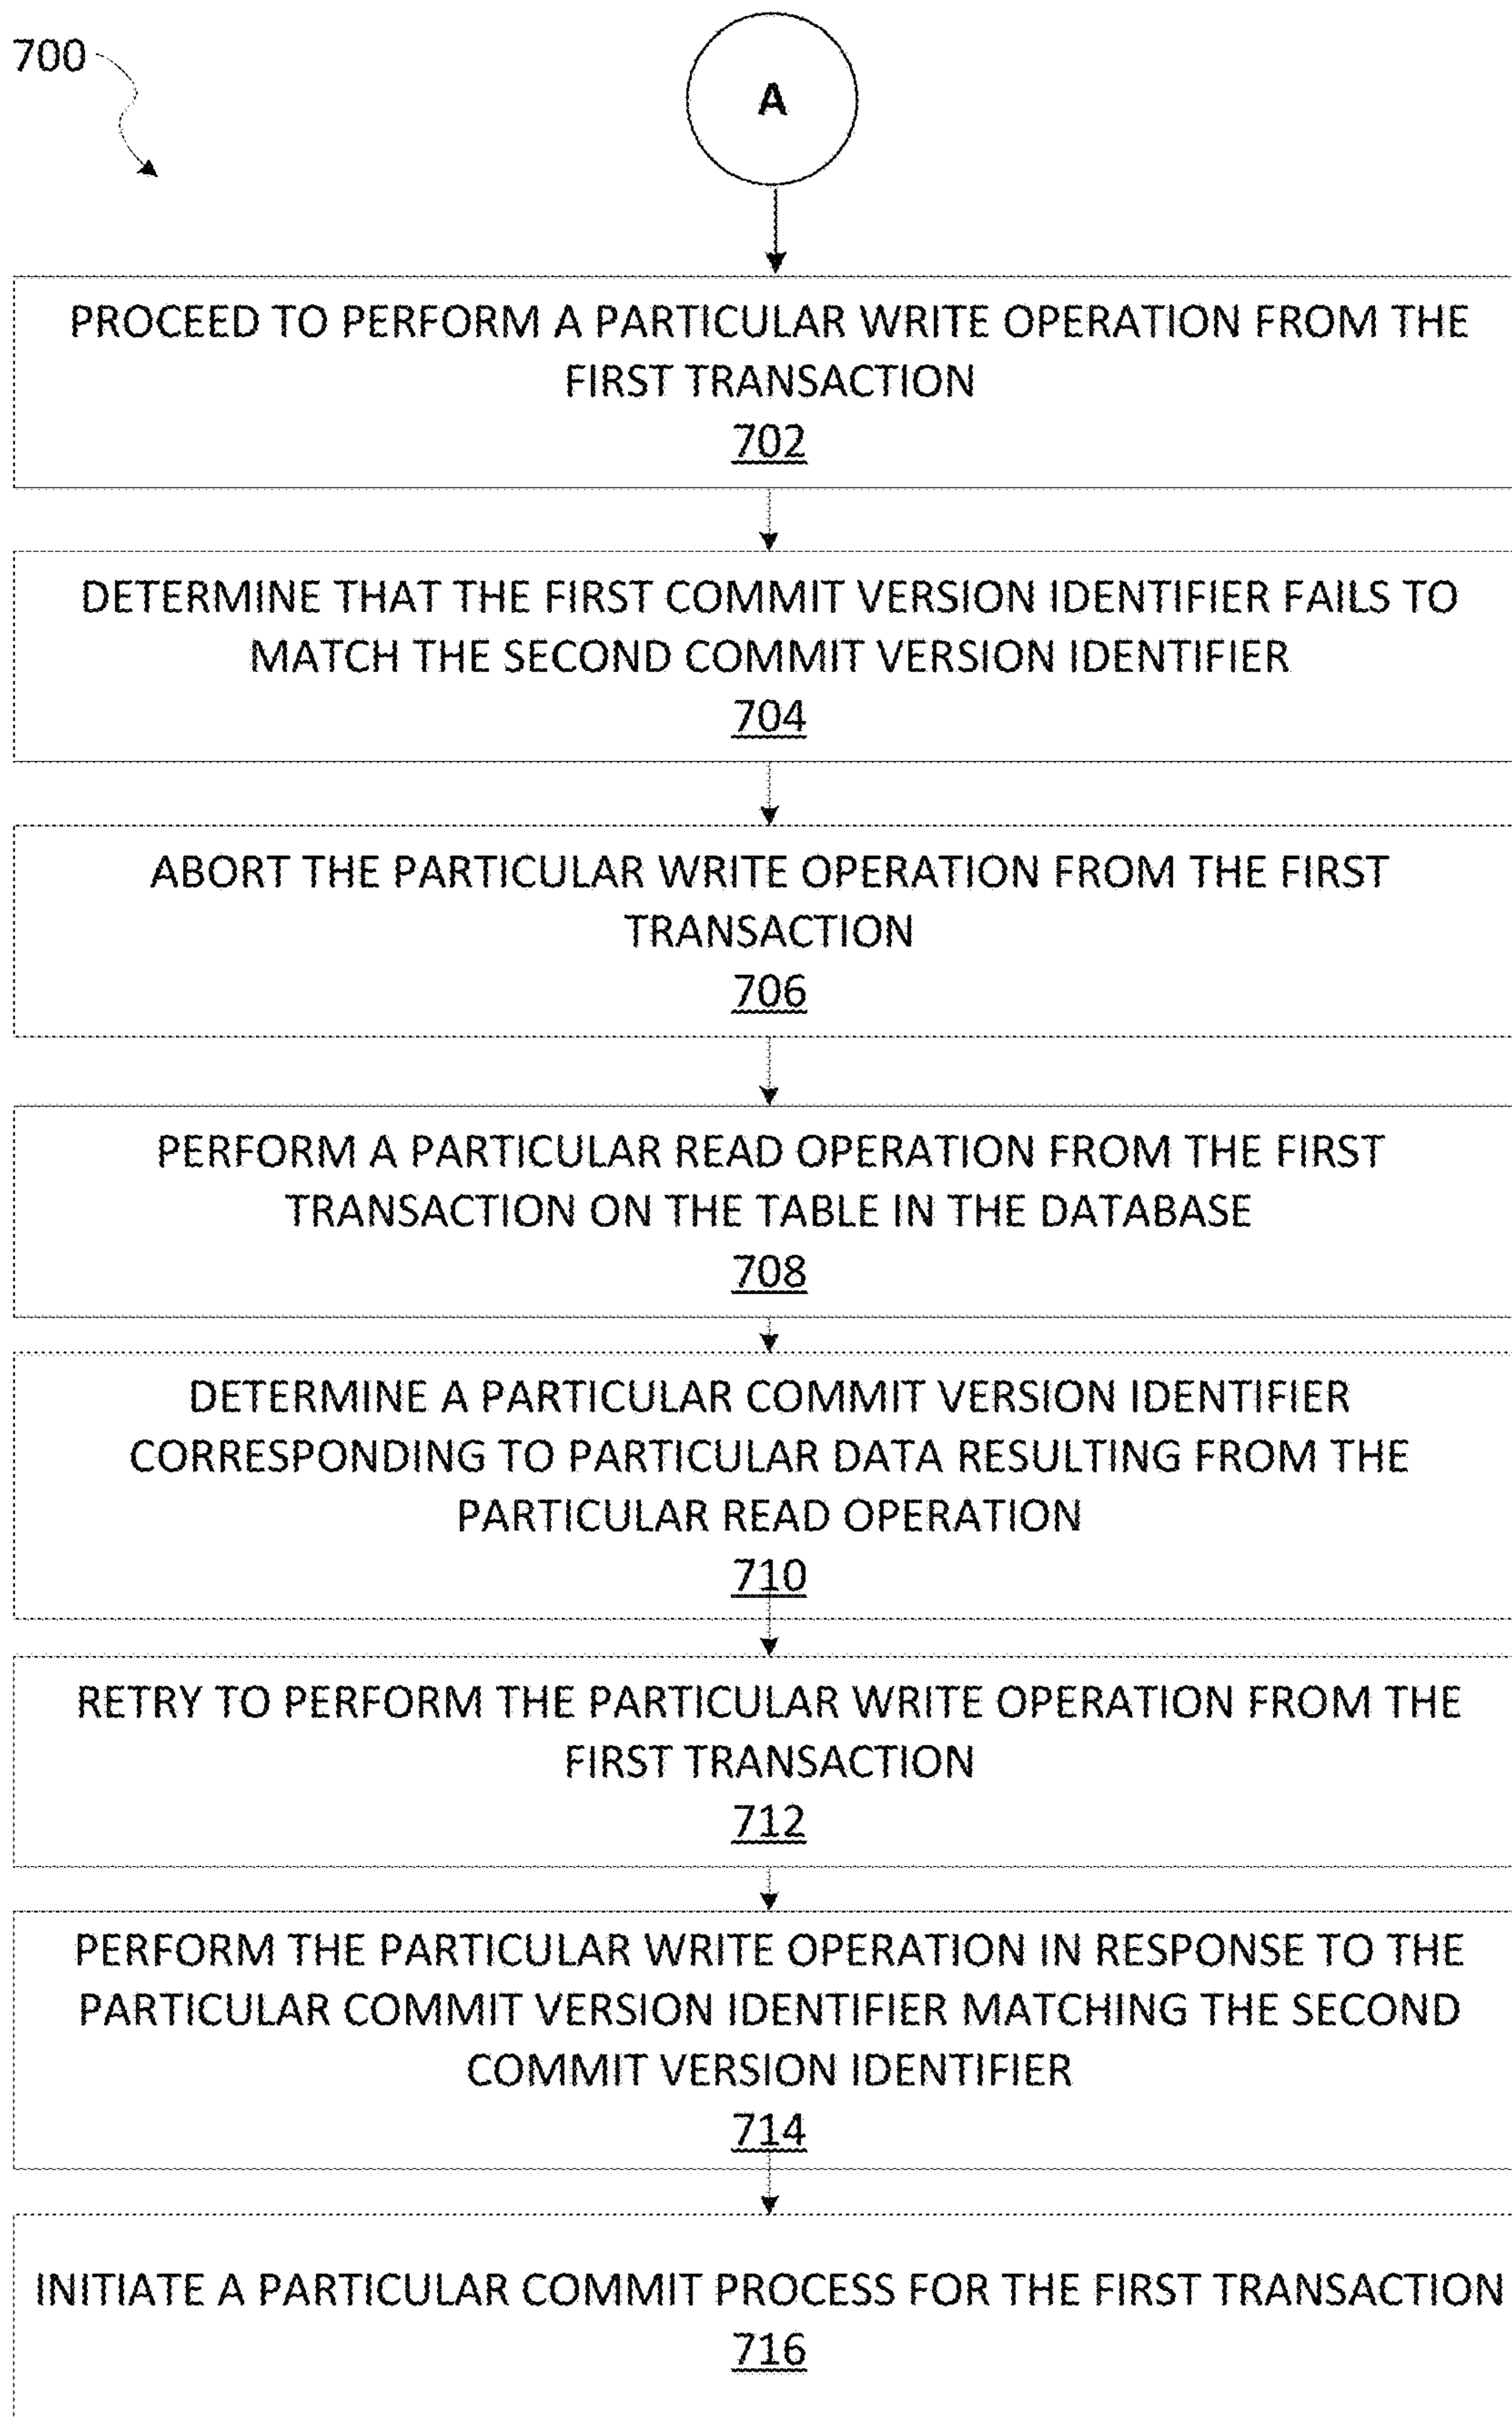 700
A
PROCEED TO PERFORM A PARTICULAR WRITE OPERATION FROM THE
FIRST TRANSACTION
702
DETERMINE THAT THE FIRST COMMIT VERSION IDENTIFIER FAILS TO
MATCH THE SECOND COMMIT VERSION IDENTIFIER
704
ABORT THE PARTICULAR WRITE OPERATION FROM THE FIRST
TRANSACTION
706
PERFORM A PARTICULAR READ OPERATION FROM THE FIRST
TRANSACTION ON THE TABLE IN THE DATABASE
708
DETERMINE A PARTICULAR COMMIT VERSION IDENTIFIER
CORRESPONDING TO PARTICULAR DATA RESULTING FROM THE
PARTICULAR READ OPERATION
710
RETRY TO PERFORM THE PARTICULAR WRITE OPERATION FROM THE
FIRST TRANSACTION
712
PERFORM THE PARTICULAR WRITE OPERATION IN RESPONSE TO THE
PARTICULAR COMMIT VERSION IDENTIFIER MATCHING THE SECOND
COMMIT VERSION IDENTIFIER
714
INITIATE A PARTICULAR COMMIT PROCESS FOR THE FIRST TRANSACTION
716